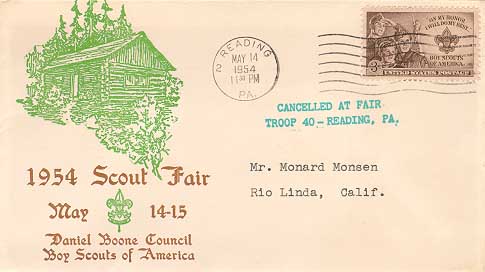 READING
2
MAY 14
1954
11 30 PM
PA.
ON MY HONOR
I WILL DO MY BEST
BOY SCOUTS
OF AMERICA
3¢
UNITED STATES POSTAGE
CANCELLED AT FAIR
TROOP 40-READING, PA.
1954 Scout Fair
May 14-15
Daniel Boone Council
Boy Scouts of America
Mr. Monard Monsen
Rio Linda, Calif.